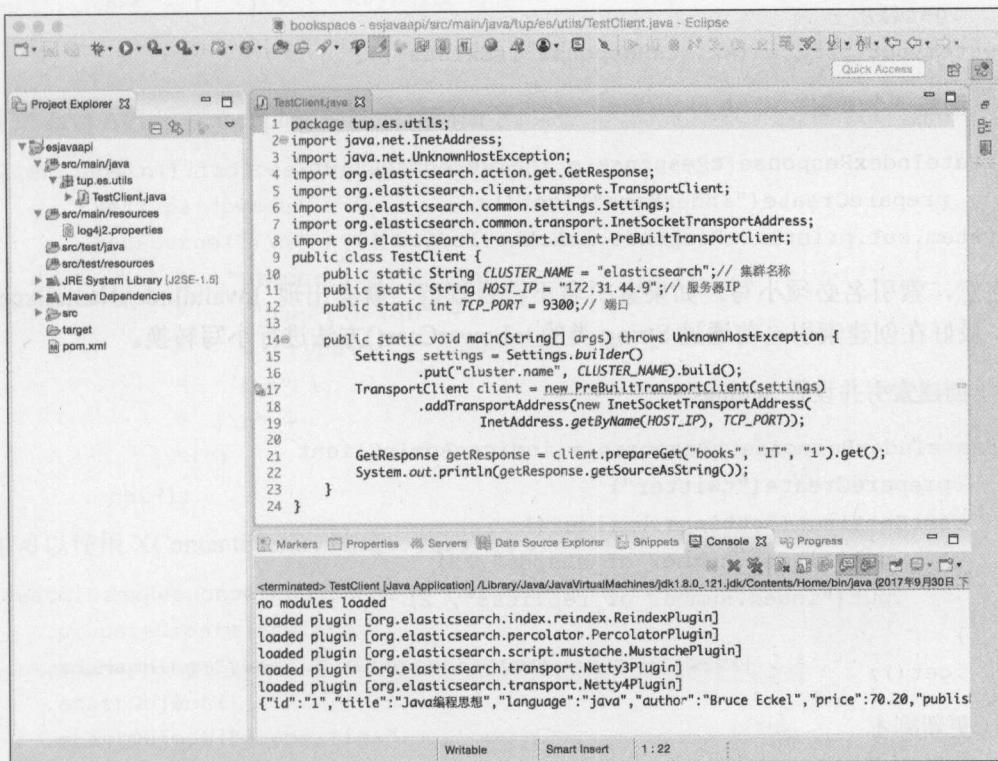 bookspace - esjavaapi/src/main/java/tup/es/utils/TestClient.java - Eclipse
Quick Access
Project Explorer
esjavaapi
src/main/java
tup.es.utils
TestClient.java
src/main/resources
log4j2.properties
src/test/java
src/test/resources
JRE System Library [J2SE-1.5]
Maven Dependencies
src
target
pom.xml
TestClient.java
1 package tup.es.utils;
2 import java.net.InetAddress;
3 import java.net.UnknownHostException;
4 import org.elasticsearch.action.get.GetResponse;
5 import org.elasticsearch.client.transport.TransportClient;
6 import org.elasticsearch.common.settings.Settings;
7 import org.elasticsearch.common.transport.InetSocketTransportAddress;
8 import org.elasticsearch.transport.client.PreBuiltTransportClient;
9 public class TestClient {
10 public static String CLUSTER_NAME = "elasticsearch";// 集群名称
11 public static String HOST_IP = "172.31.44.9";// 服务器IP
12 public static int TCP_PORT = 9300;// 端口
13
14 public static void main(String[] args) throws UnknownHostException {
15 Settings settings = Settings.builder()
16 .put("cluster.name", CLUSTER_NAME).build();
17 TransportClient client = new PreBuiltTransportClient(settings)
18 .addTransportAddress(new InetSocketTransportAddress(
19 InetAddress.getByName(HOST_IP), TCP_PORT));
20
21 GetResponse getResponse = client.prepareGet("books", "IT", "1").get();
22 System.out.println(getResponse.getSourceAsString());
23 }
24 }
Markers Properties Servers Data Source Explorer Snippets Console Progress
<terminated> TestClient [Java Application] /Library/Java/JavaVirtualMachines/jdk1.8.0_121.jdk/Contents/Home/bin/java (2017年9月30日 下
no modules loaded
loaded plugin [org.elasticsearch.index.reindex.ReindexPlugin]
loaded plugin [org.elasticsearch.percolator.PercolatorPlugin]
loaded plugin [org.elasticsearch.script.mustache.MustachePlugin]
loaded plugin [org.elasticsearch.transport.Netty3Plugin]
loaded plugin [org.elasticsearch.transport.Netty4Plugin]
{"id":"1","title":"Java编程思想","language":"java","author":"Bruce Eckel","price":70.20,"publis
Writable Smart Insert 1 : 22